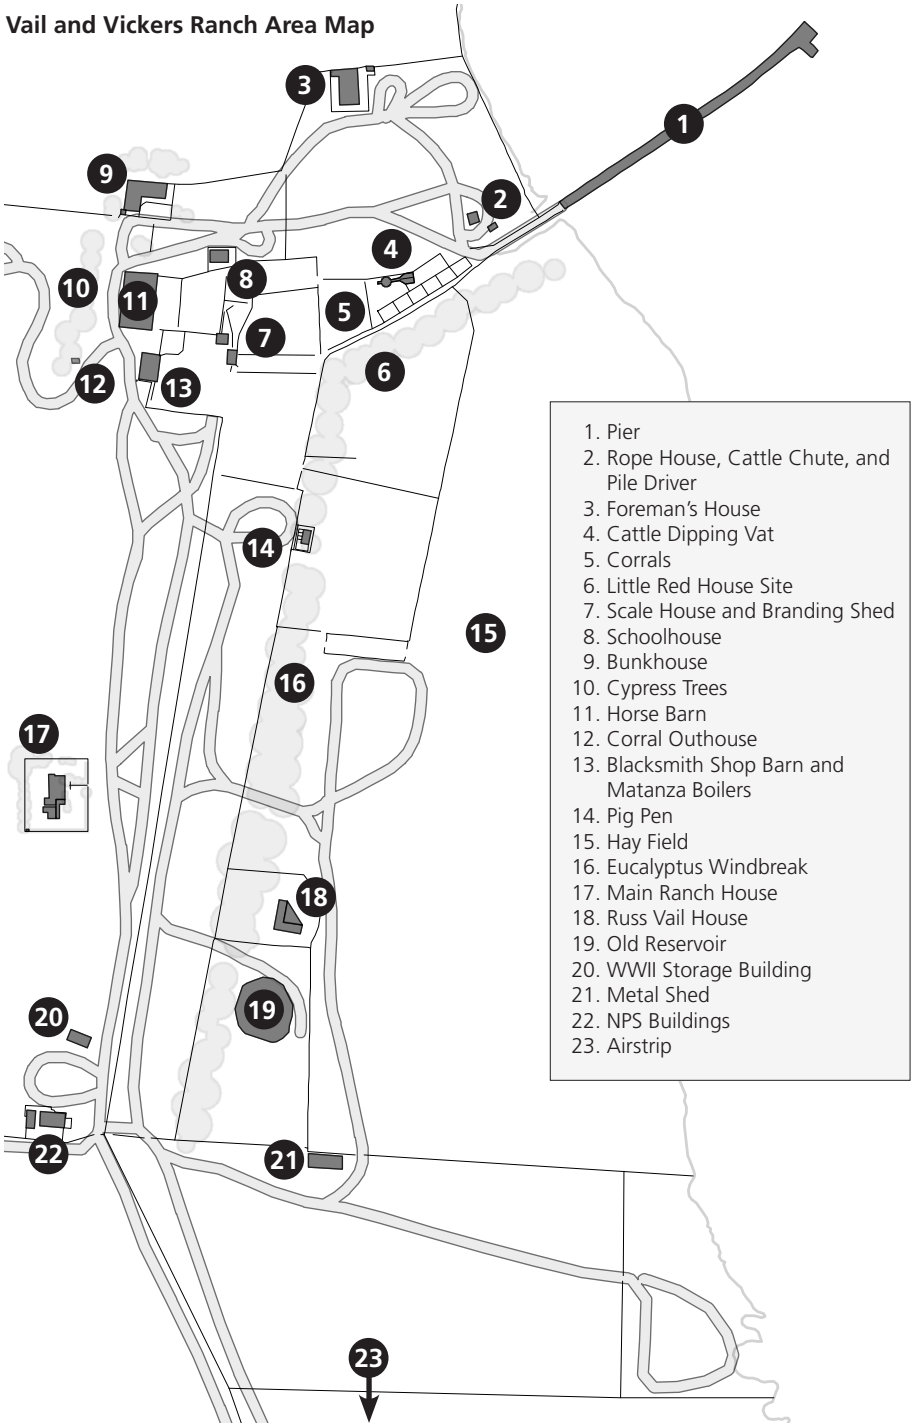 Vail and Vickers Ranch Area Map
3
1
9
2
4
10
11
8
5
7
6
12
13
14
15
16
17
18
19
20
22
21
23
1. Pier
2. Rope House, Cattle Chute, and
Pile Driver
3. Foreman’s House
4. Cattle Dipping Vat
5. Corrals
6. Little Red House Site
7. Scale House and Branding Shed
8. Schoolhouse
9. Bunkhouse
10. Cypress Trees
11. Horse Barn
12. Corral Outhouse
13. Blacksmith Shop Barn and
Matanza Boilers
14. Pig Pen
15. Hay Field
16. Eucalyptus Windbreak
17. Main Ranch House
18. Russ Vail House
19. Old Reservoir
20. WWII Storage Building
21. Metal Shed
22. NPS Buildings
23. Airstrip